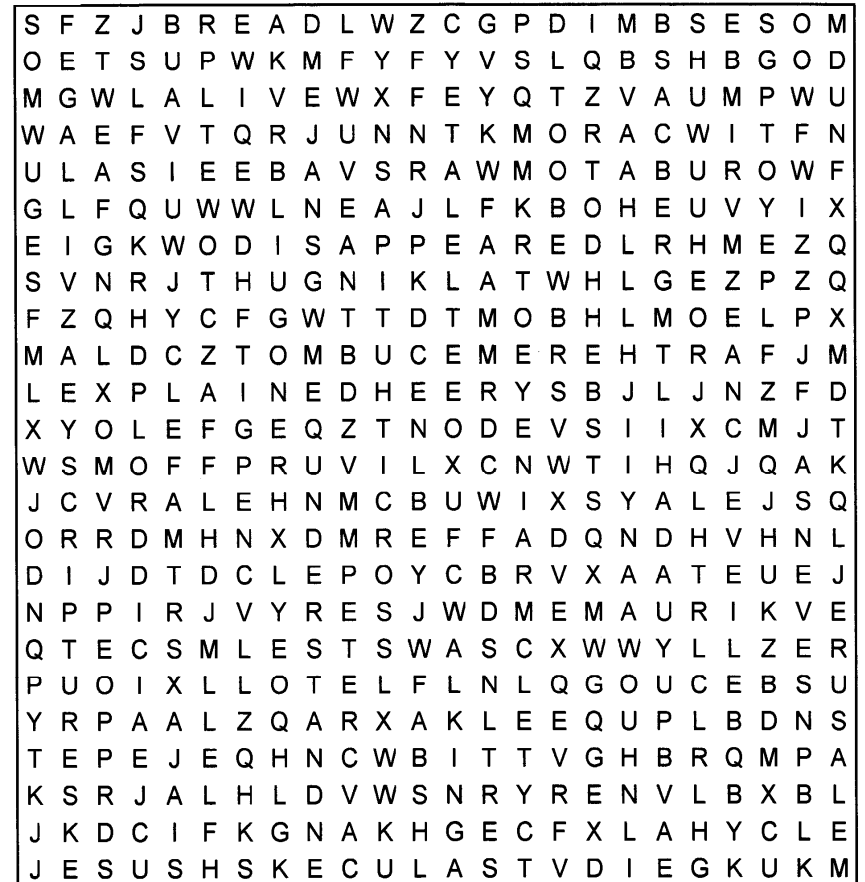 S F Z J B R E A D L W Z C G P D I M B S E S O M
O E T S U P W K M F Y F Y V S L Q B S H B G O D
M G W L A L I V E W X F E Y Q T Z V A U M P W U
W A E F V T Q R J U N N T K M O R A C W I T F N
U L A S I E E B A V S R A W M O T A B U R O W F
G L F Q U W W L N E A J L F K B O H E U V Y I X
E I G K W O D I S A P P E A R E D L R H M E Z Q
S V N R J T H U G N I K L A T W H L G E Z P Z Q
F Z Q H Y C F G W T T D T M O B H L M O E L P X
M A L D C Z T O M B U C E M E R E H T R A F J M
L E X P L A I N E D H E E R Y S B J L J N Z F D
X Y O L E F G E Q Z T N O D E V S I I X C M J T
W S M O F F P R U V I L X C N W T I H Q J Q A K
J C V R A L E H N M C B U W I X S Y A L E J S Q
O R R D M H N X D M R E F F A D Q N D H V H N L
D I J D T D C L E P O Y C B R V X A A T E U E J
N P P I R J V Y R E S J W D M E M A U R I K V E
Q T E C S M L E S T S W A S C X W W Y L L Z E R
P U O I X L L O T E L F L N L Q G O U C E B S U
Y R P A A L Z Q A R X A K L E E Q U P L B D N S
T E P E J E Q H N C W B I T T V G H B R Q M P A
K S R J A L H L D V W S N R Y R E N V L B X B L
J K D C I F K G N A K H G E C F X L A H Y C L E
J E S U S H S K E C U L A S T V D I E G K U K M